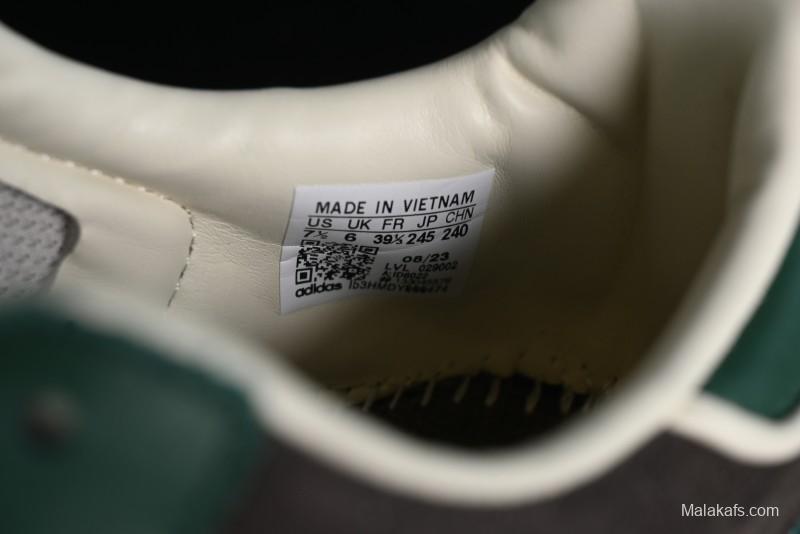 MADE IN VIETNAM
US UK FR JP CHN
7½ 6 39⅓ 245 240
08/23
LVL 029002
adidas
Malakafs.com